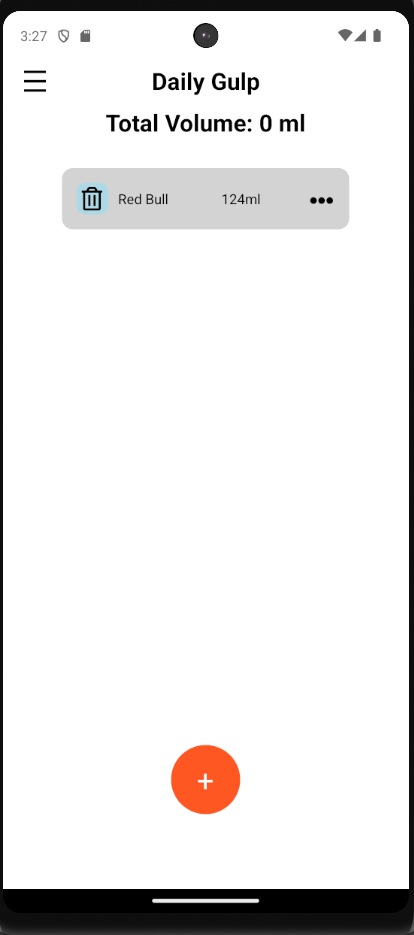 3:27
Daily Gulp
Total Volume: 0 ml
Red Bull 124ml
+